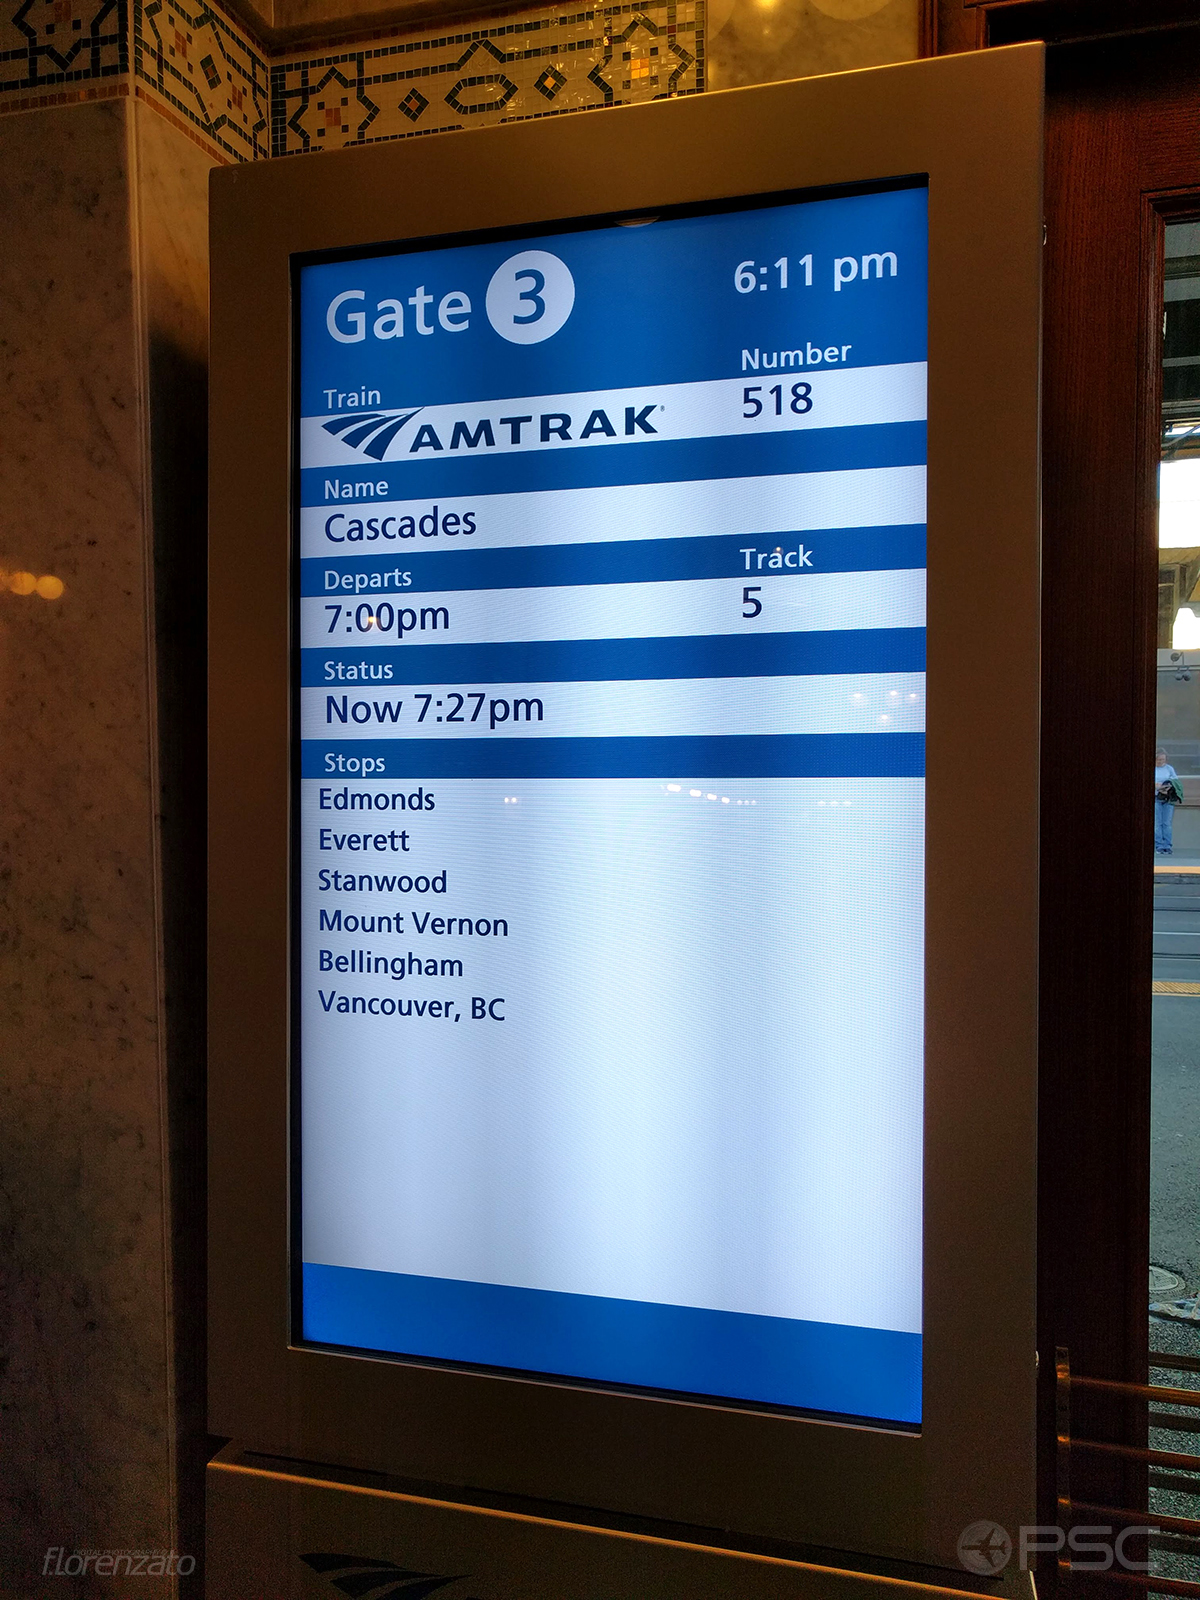 Gate 3
6:11 pm
Train
Number
AMTRAK
518
Name
Cascades
Departs
Track
7:00pm
5
Status
Now 7:27pm
Stops
Edmonds
Everett
Stanwood
Mount Vernon
Bellingham
Vancouver, BC
f.lorenzato
PSC